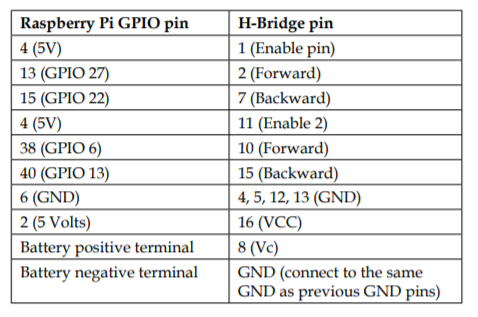 Raspberry Pi GPIO pin H-Bridge pin
4 (5V) 1 (Enable pin)
13 (GPIO 27) 2 (Forward)
15 (GPIO 22) 7 (Backward)
4 (5V) 11 (Enable 2)
38 (GPIO 6) 10 (Forward)
40 (GPIO 13) 15 (Backward)
6 (GND) 4, 5, 12, 13 (GND)
2 (5 Volts) 16 (VCC)
Battery positive terminal 8 (Vc)
Battery negative terminal GND (connect to the same
GND as previous GND pins)